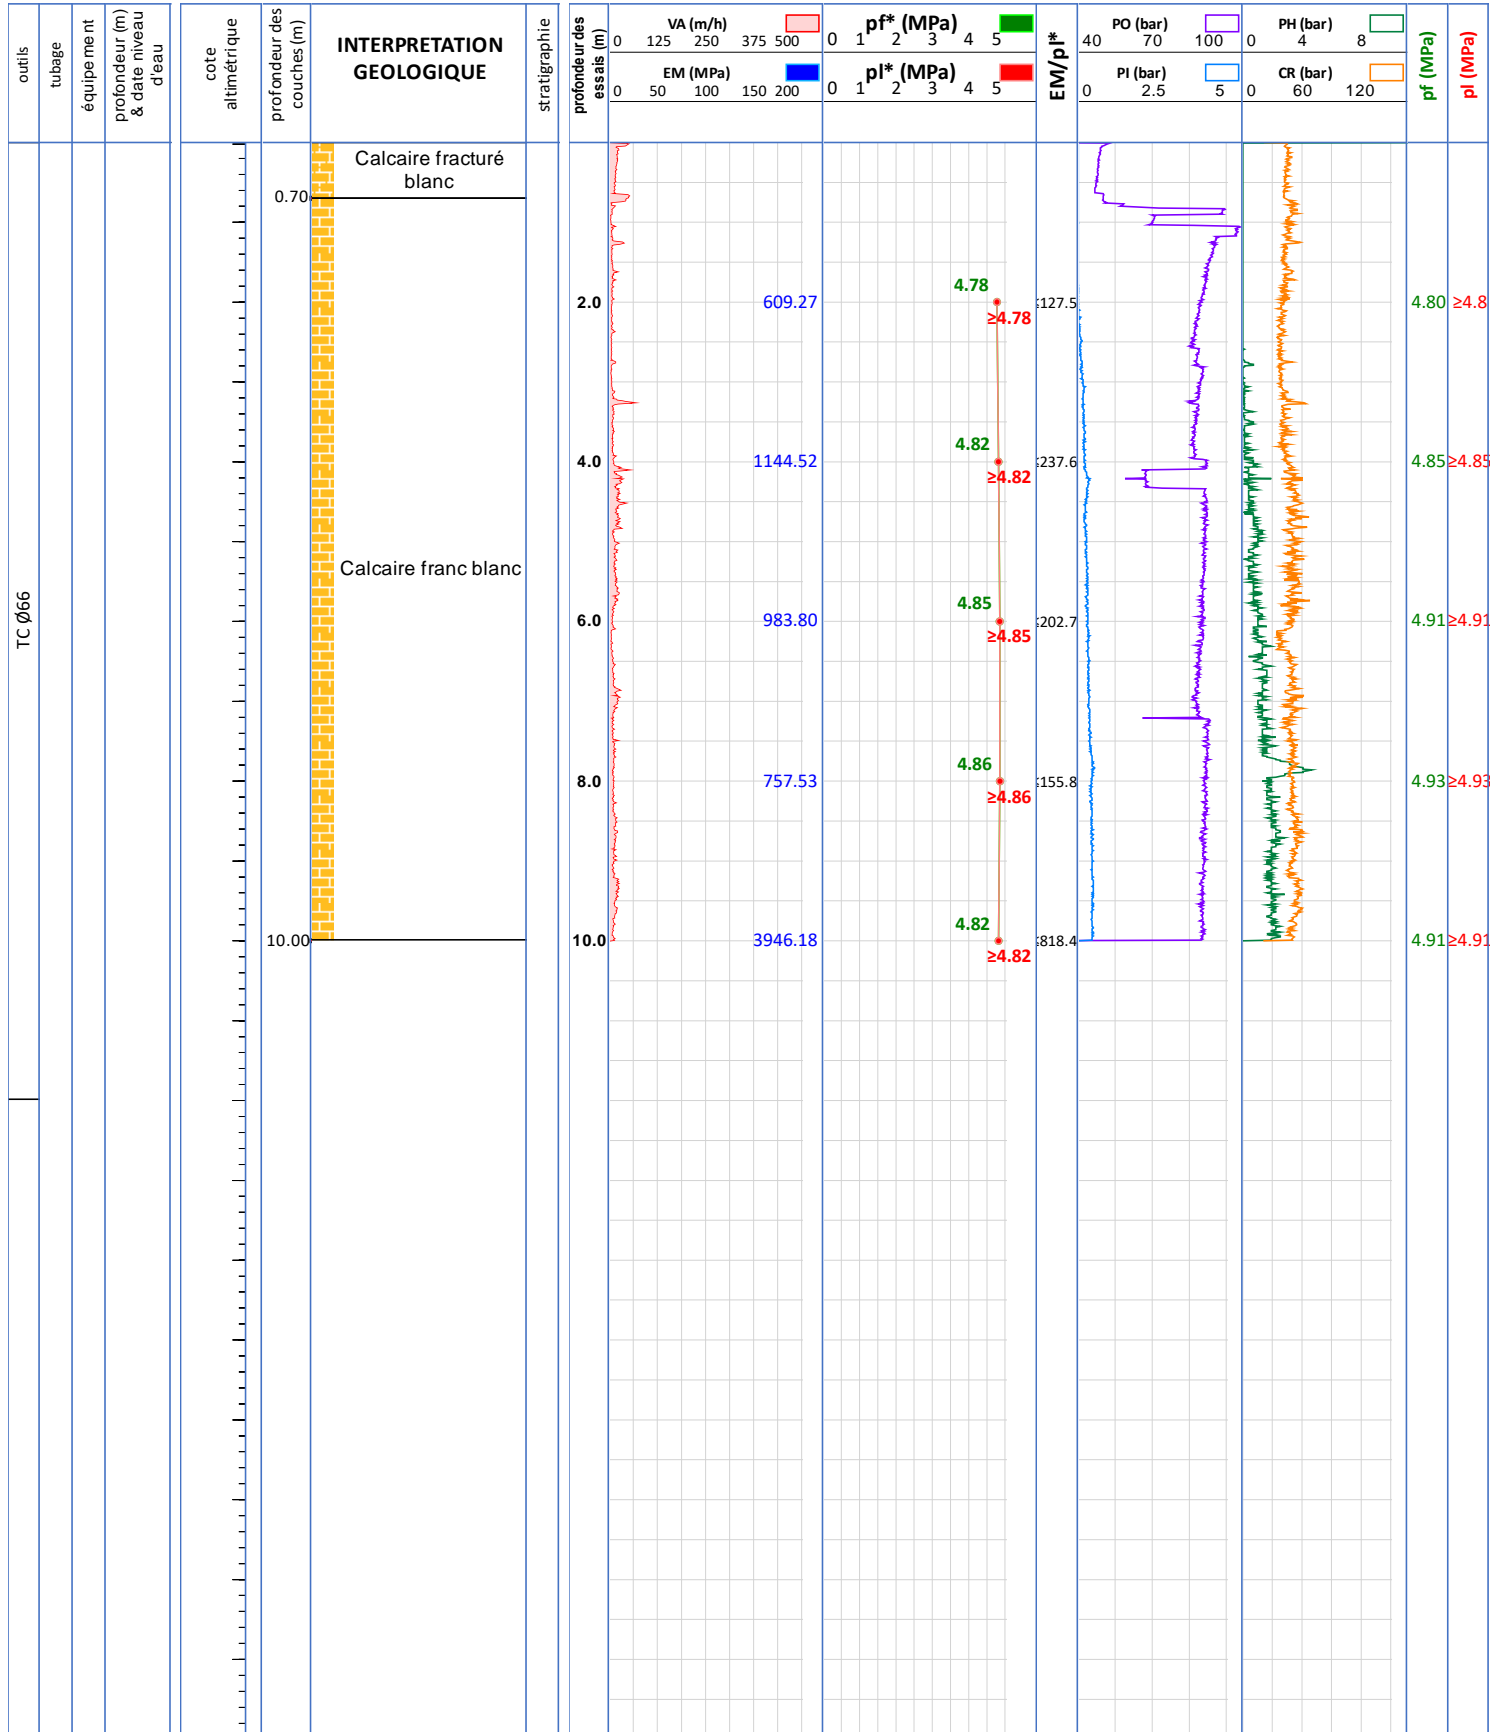 outils
tubage
équipement
profondeur (m)
& date niveau
d'eau
cote
altimétrique
profondeur des
couches (m)
INTERPRETATION
GEOLOGIQUE
stratigraphie
profondeur des
essais (m)
VA (m/h)
0 125 250 375 500
EM (MPa)
0 50 100 150 200
pf* (MPa)
0 1 2 3 4 5
pl* (MPa)
0 1 2 3 4 5
EM/pl*
PO (bar)
40 70 100
PI (bar)
0 2.5 5
PH (bar)
0 4 8
CR (bar)
0 60 120
pf (MPa)
pl (MPa)
TC Ø66
Calcaire fracturé
blanc
0.70
4.78
2.0 609.27 ≥4.78 127.5 4.80 ≥4.8
4.82
4.0 1144.52 ≥4.82 237.6 4.85 ≥4.85
Calcaire franc blanc
4.85
6.0 983.80 ≥4.85 202.7 4.91 ≥4.91
4.86
8.0 757.53 ≥4.86 155.8 4.93 ≥4.93
4.82
10.00 10.0 3946.18 ≥4.82 818.4 4.91 ≥4.91